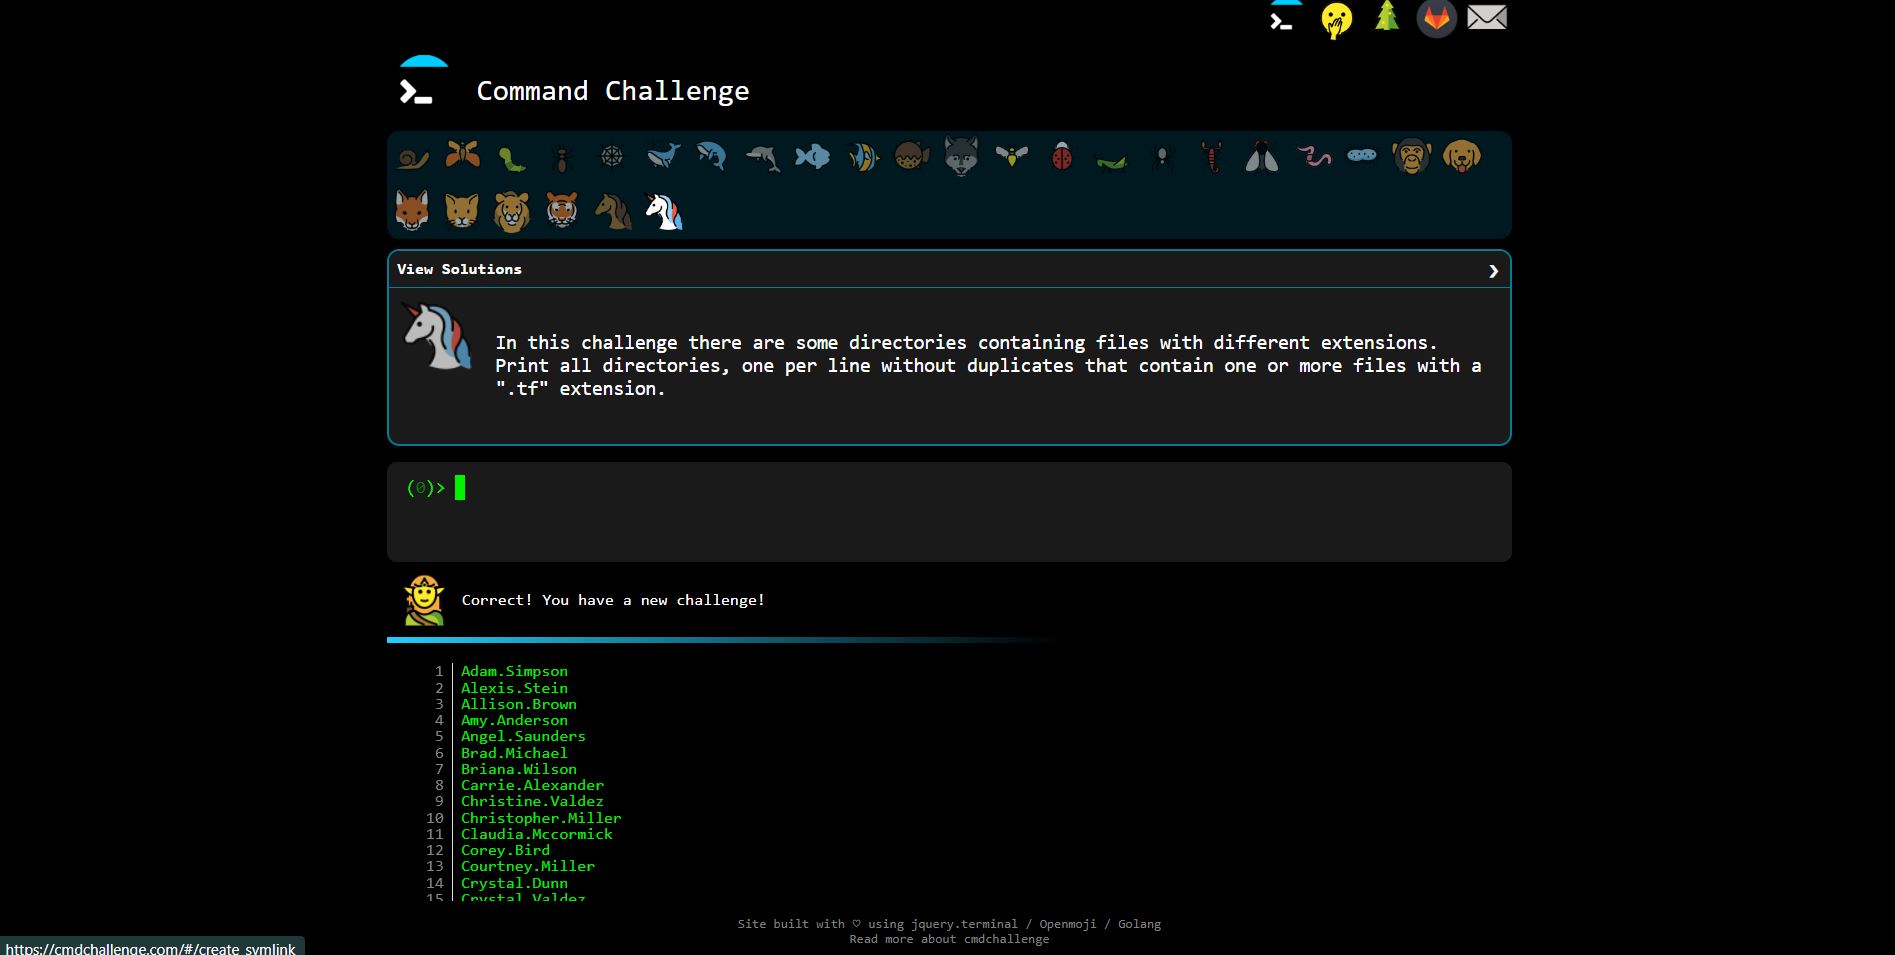 Command Challenge
View Solutions
In this challenge there are some directories containing files with different extensions.
Print all directories, one per line without duplicates that contain one or more files with a
".tf" extension.
(0)>
Correct! You have a new challenge!
1 Adam.Simpson
2 Alexis.Stein
3 Allison.Brown
4 Amy.Anderson
5 Angel.Saunders
6 Brad.Michael
7 Briana.Wilson
8 Carrie.Alexander
9 Christine.Valdez
10 Christopher.Miller
11 Claudia.Mccormick
12 Corey.Bird
13 Courtney.Miller
14 Crystal.Dunn
15 Crystal.Valdez
Site built with ♡ using jquery.terminal / Openmoji / Golang
Read more about cmdchallenge
https://cmdchallenge.com/#/create_symlink